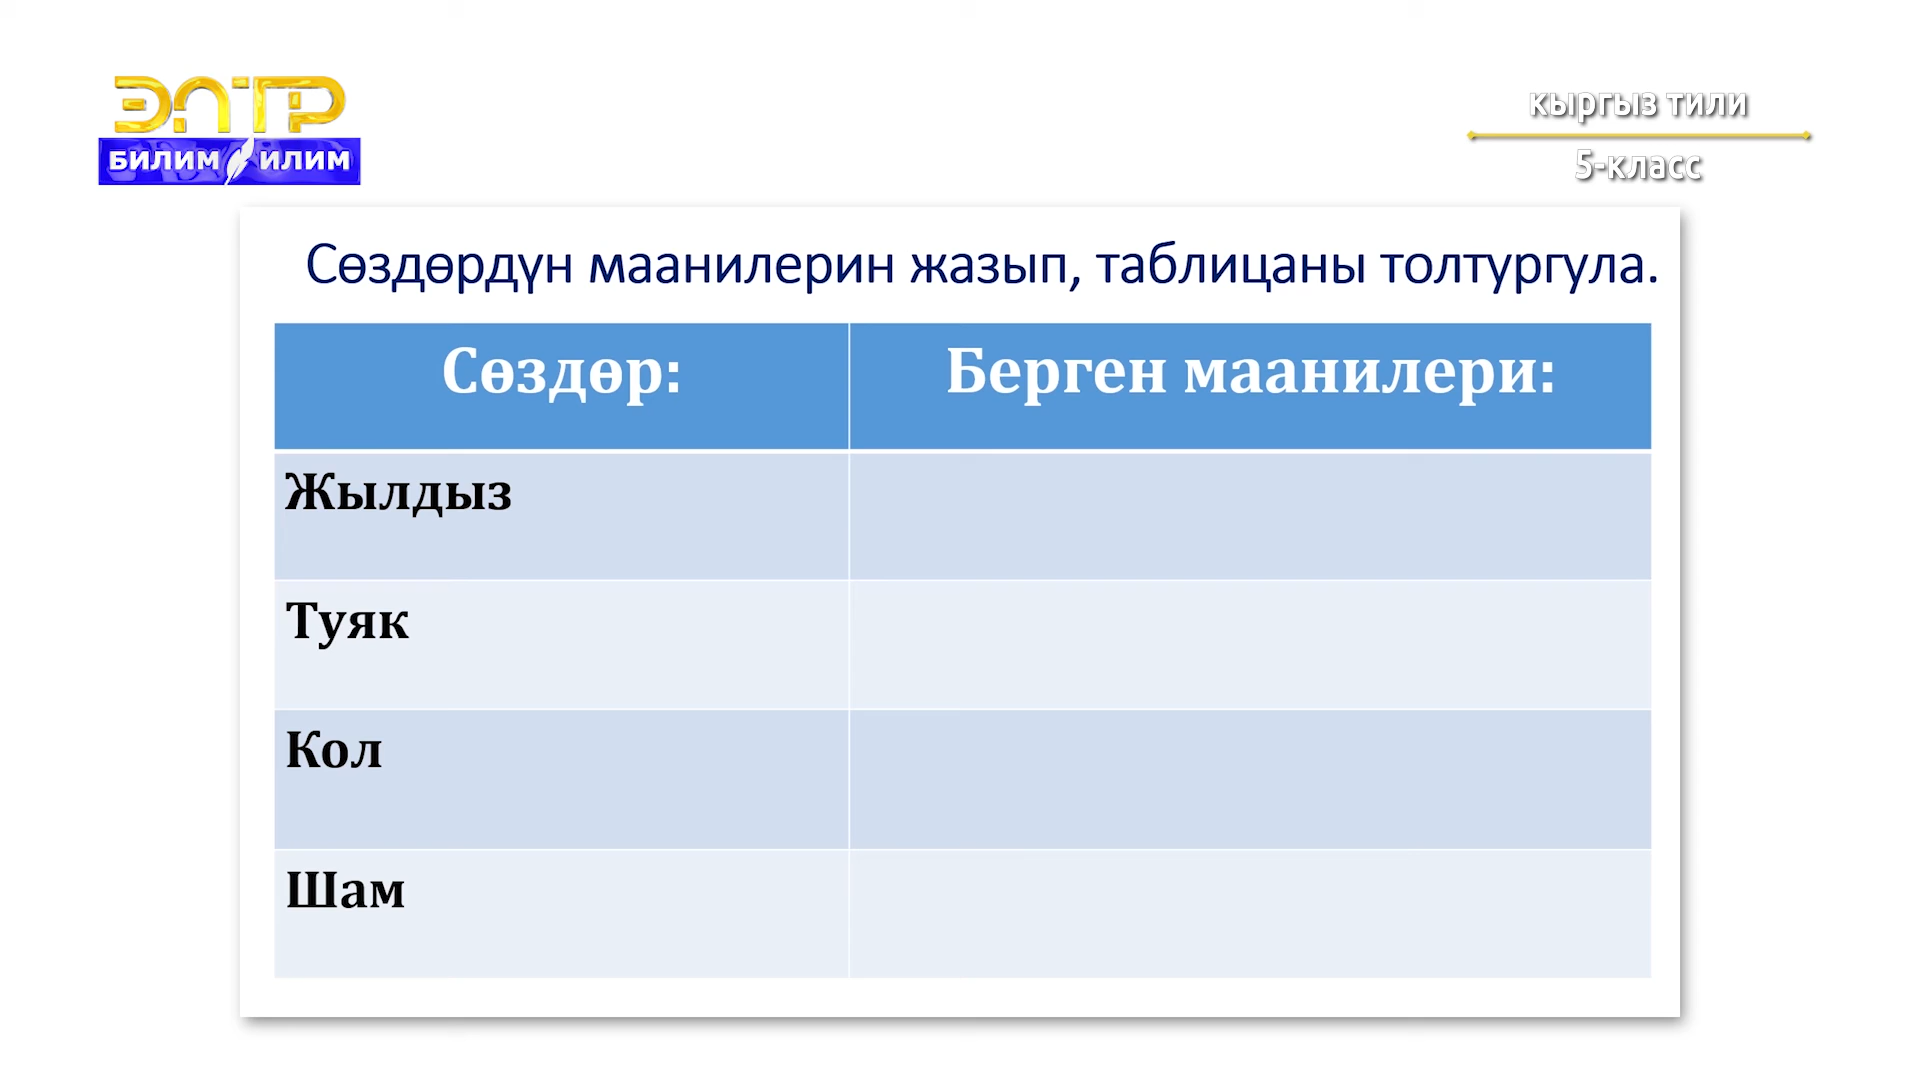 ЭЛТР
БИЛИМ ИЛИМ
кыргыз тили
5-класс
Сөздөрдүн маанилерин жазып, таблицаны толтургула.
Сөздөр:
Берген маанилери:
Жылдыз
Туяк
Кол
Шам